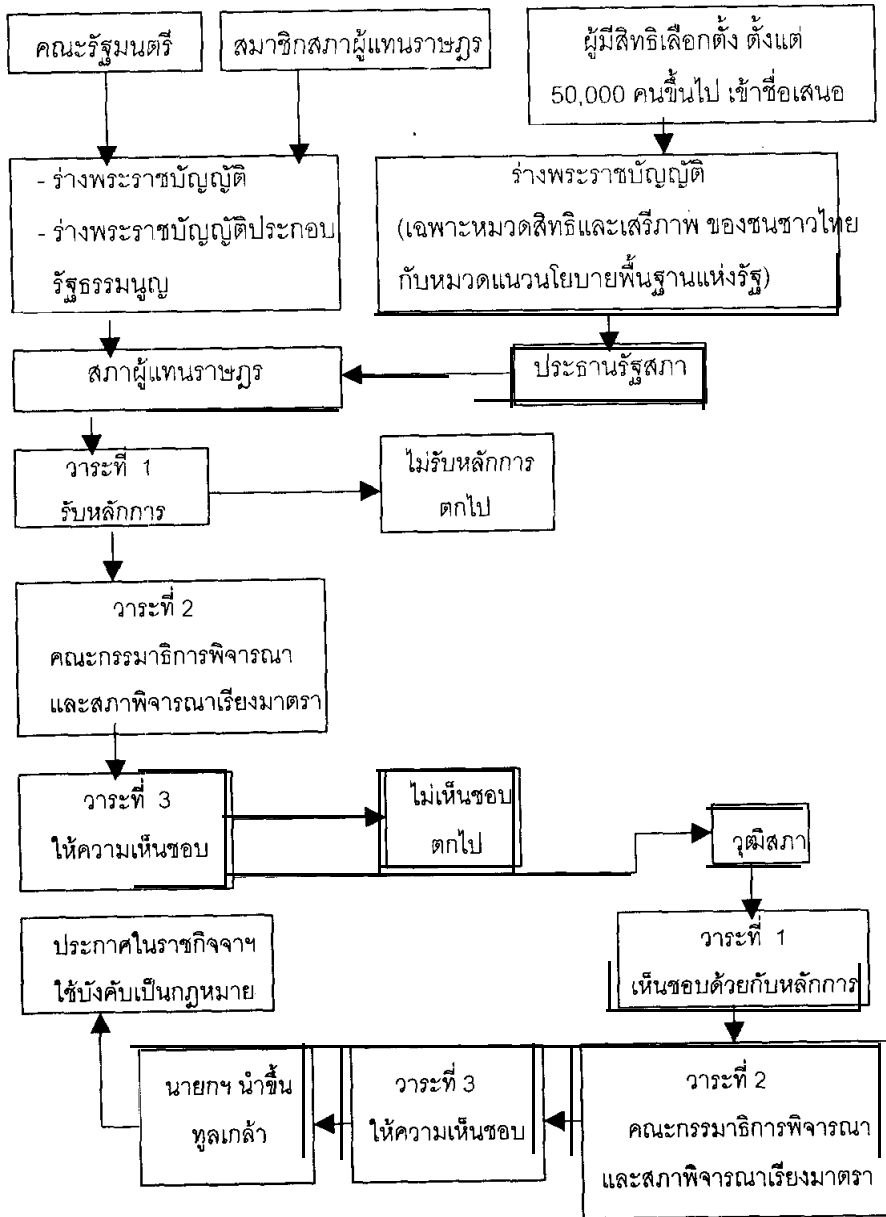 คณะรัฐมนตรี
สมาชิกสภาผู้แทนราษฎร
ผู้มีสิทธิเลือกตั้ง ตั้งแต่
50,000 คนขึ้นไป เข้าชื่อเสนอ
- ร่างพระราชบัญญัติ
- ร่างพระราชบัญญัติประกอบ
รัฐธรรมนูญ
ร่างพระราชบัญญัติ
(เฉพาะหมวดสิทธิและเสรีภาพ ของชนชาวไทย
กับหมวดแนวนโยบายพื้นฐานแห่งรัฐ)
สภาผู้แทนราษฎร
ประธานรัฐสภา
วาระที่ 1
รับหลักการ
ไม่รับหลักการ
ตกไป
วาระที่ 2
คณะกรรมาธิการพิจารณา
และสภาพิจารณาเรียงมาตรา
วาระที่ 3
ให้ความเห็นชอบ
ไม่เห็นชอบ
ตกไป
วุฒิสภา
วาระที่ 1
เห็นชอบด้วยกับหลักการ
ประกาศในราชกิจจาฯ
ใช้บังคับเป็นกฎหมาย
นายกฯ นำขึ้น
ทูลเกล้า
วาระที่ 3
ให้ความเห็นชอบ
วาระที่ 2
คณะกรรมาธิการพิจารณา
และสภาพิจารณาเรียงมาตรา